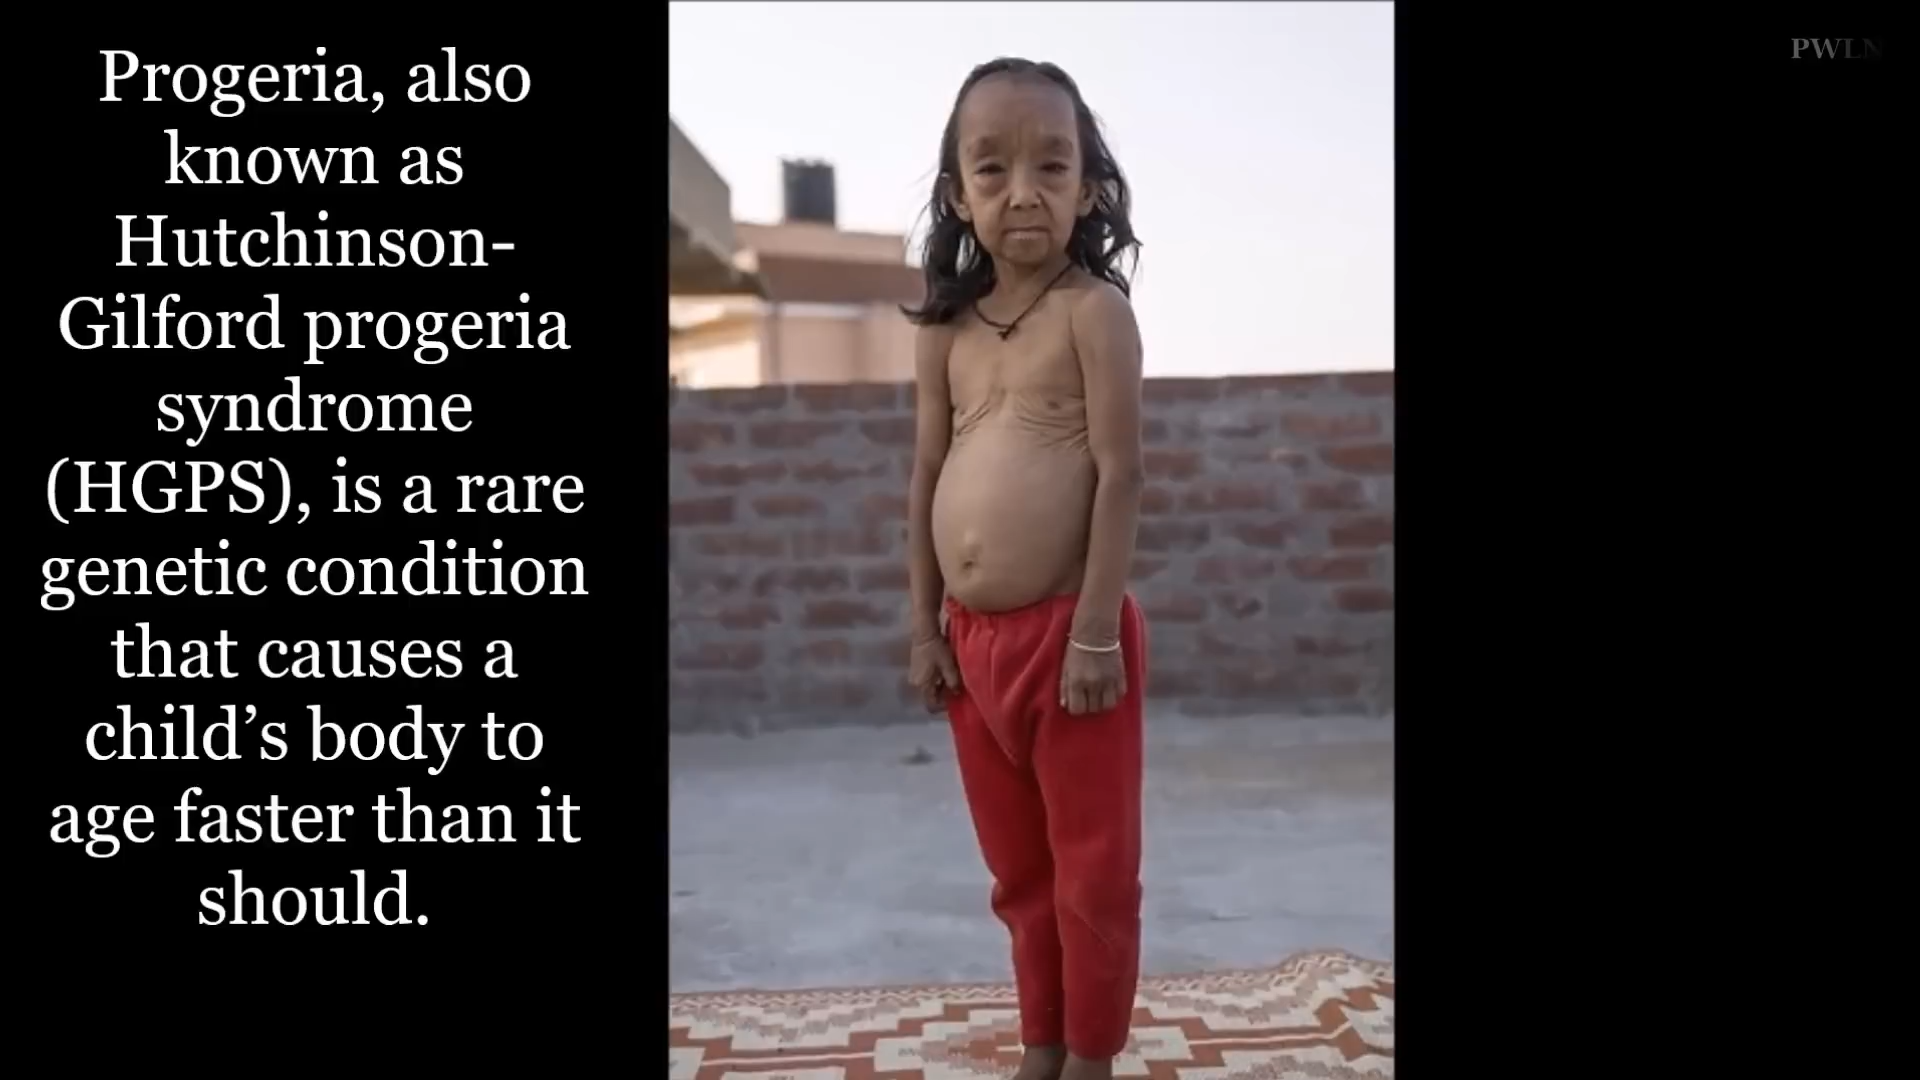 Progeria, also
known as
Hutchinson-
Gilford progeria
syndrome
(HGPS), is a rare
genetic condition
that causes a
child’s body to
age faster than it
should.
PWLN